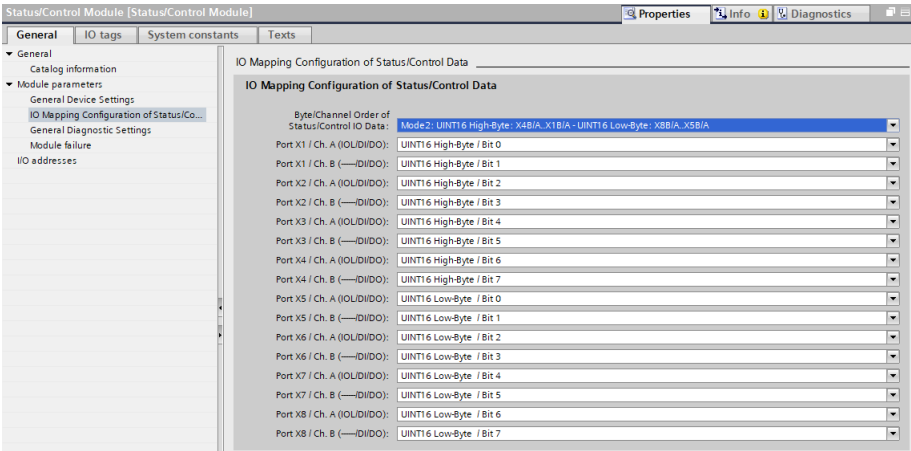 Status/Control Module [Status/Control Module]
Properties Info Diagnostics
General IO tags System constants Texts
General
Catalog information
Module parameters
General Device Settings
IO Mapping Configuration of Status/Co...
General Diagnostic Settings
Module failure
I/O addresses
IO Mapping Configuration of Status/Control Data
IO Mapping Configuration of Status/Control Data
Byte/Channel Order of
Status/Control IO Data: Mode2: UINT16 High-Byte: X4B/A..X1B/A - UINT16 Low-Byte: X8B/A..X5B/A
Port X1 / Ch. A (IOL/DI/DO): UINT16 High-Byte / Bit 0
Port X1 / Ch. B (──/DI/DO): UINT16 High-Byte / Bit 1
Port X2 / Ch. A (IOL/DI/DO): UINT16 High-Byte / Bit 2
Port X2 / Ch. B (──/DI/DO): UINT16 High-Byte / Bit 3
Port X3 / Ch. A (IOL/DI/DO): UINT16 High-Byte / Bit 4
Port X3 / Ch. B (──/DI/DO): UINT16 High-Byte / Bit 5
Port X4 / Ch. A (IOL/DI/DO): UINT16 High-Byte / Bit 6
Port X4 / Ch. B (──/DI/DO): UINT16 High-Byte / Bit 7
Port X5 / Ch. A (IOL/DI/DO): UINT16 Low-Byte / Bit 0
Port X5 / Ch. B (──/DI/DO): UINT16 Low-Byte / Bit 1
Port X6 / Ch. A (IOL/DI/DO): UINT16 Low-Byte / Bit 2
Port X6 / Ch. B (──/DI/DO): UINT16 Low-Byte / Bit 3
Port X7 / Ch. A (IOL/DI/DO): UINT16 Low-Byte / Bit 4
Port X7 / Ch. B (──/DI/DO): UINT16 Low-Byte / Bit 5
Port X8 / Ch. A (IOL/DI/DO): UINT16 Low-Byte / Bit 6
Port X8 / Ch. B (──/DI/DO): UINT16 Low-Byte / Bit 7